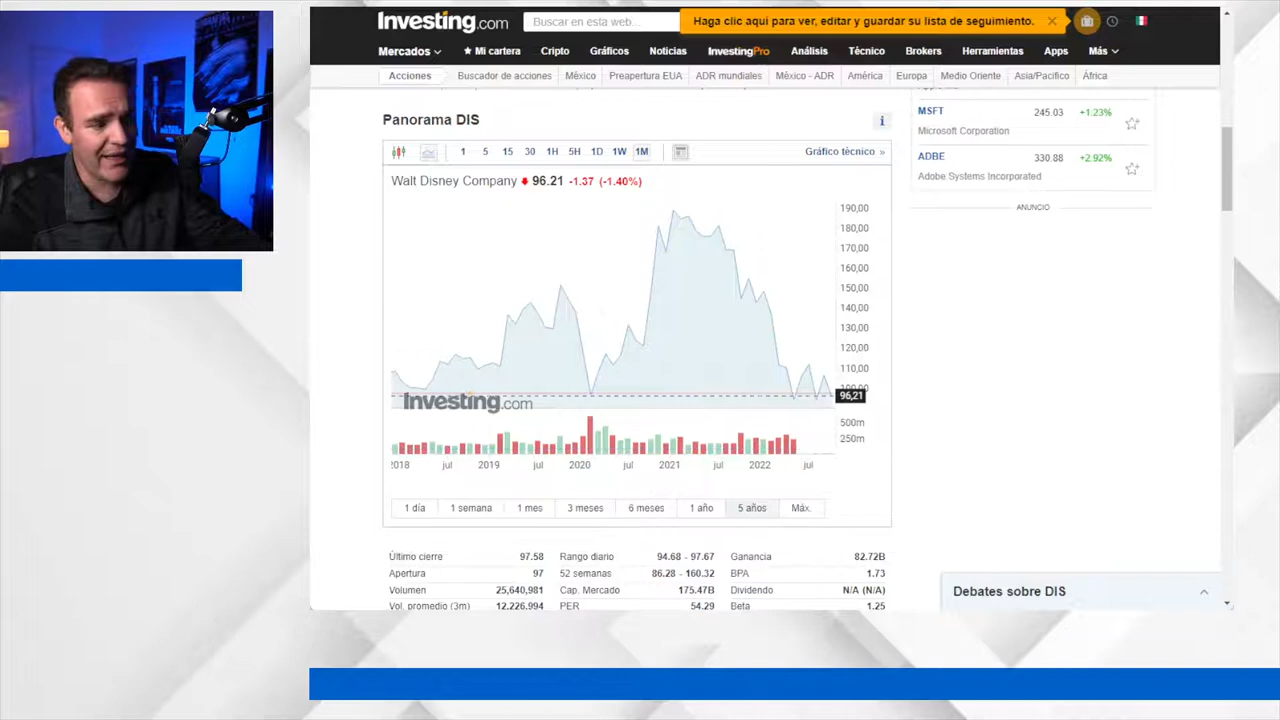 Investing.com
Buscar en esta web...
Haga clic aquí para ver, editar y guardar su lista de seguimiento.
Mercados
Mi cartera
Cripto
Gráficos
Noticias
InvestingPro
Análisis
Técnico
Brokers
Herramientas
Apps
Más
Acciones
Buscador de acciones
México
Preapertura EUA
ADR mundiales
México - ADR
América
Europa
Medio Oriente
Asia/Pacífico
África
Panorama DIS
1 5 15 30 1H 5H 1D 1W 1M
Gráfico técnico »
Walt Disney Company 96.21 -1.37 (-1.40%)
190,00
180,00
170,00
160,00
150,00
140,00
130,00
120,00
110,00
100,00
96,21
Investing.com
500m
250m
2018 jul 2019 jul 2020 jul 2021 jul 2022 jul
1 día 1 semana 1 mes 3 meses 6 meses 1 año 5 años Máx.
Último cierre 97.58 Rango diario 94.68 - 97.67 Ganancia 82.72B
Apertura 97 52 semanas 86.28 - 160.32 BPA 1.73
Volumen 25,640,981 Cap. Mercado 175.47B Dividendo N/A (N/A)
Vol. promedio (3m) 12,226,994 PER 54.29 Beta 1.25
MSFT 245.03 +1.23%
Microsoft Corporation
ADBE 330.88 +2.92%
Adobe Systems Incorporated
ANUNCIO
Debates sobre DIS